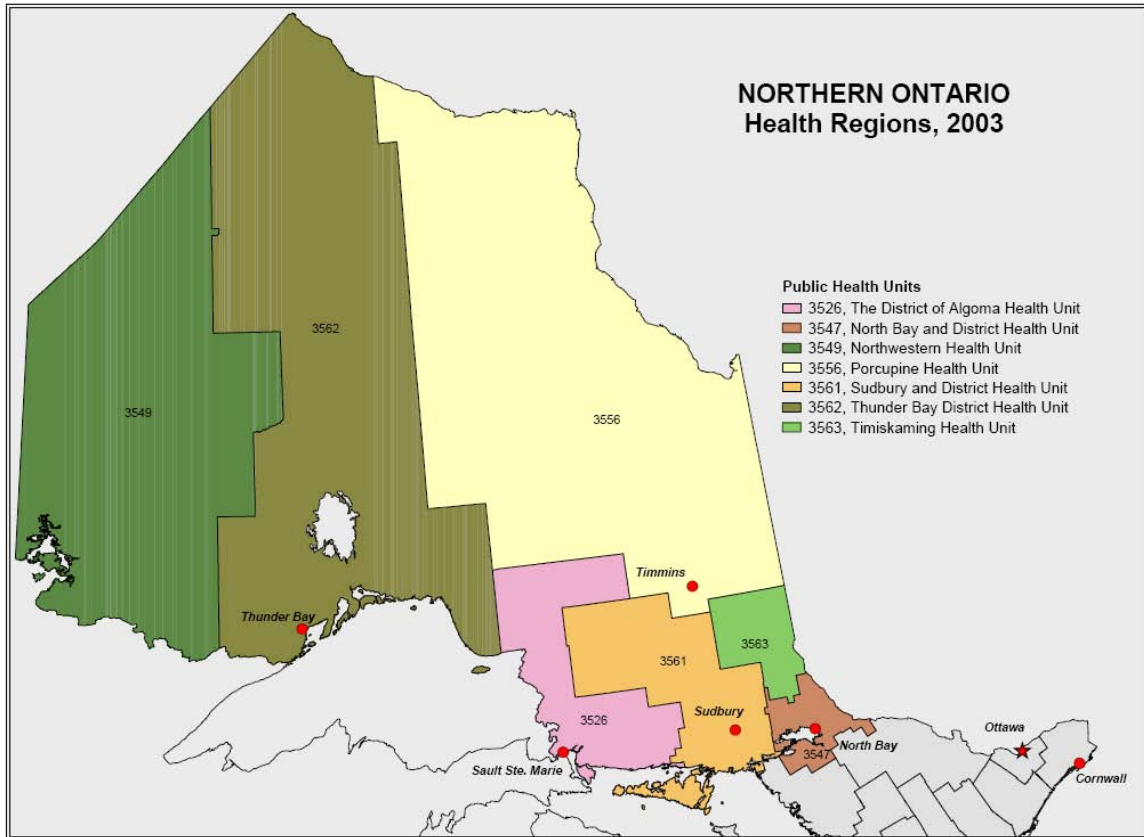 NORTHERN ONTARIO
Health Regions, 2003
Public Health Units
3526, The District of Algoma Health Unit
3547, North Bay and District Health Unit
3549, Northwestern Health Unit
3556, Porcupine Health Unit
3561, Sudbury and District Health Unit
3562, Thunder Bay District Health Unit
3563, Timiskaming Health Unit
3562
3549
3556
Timmins
Thunder Bay
3563
3561
Sudbury
3526
Ottawa
North Bay
3547
Sault Ste. Marie
Cornwall